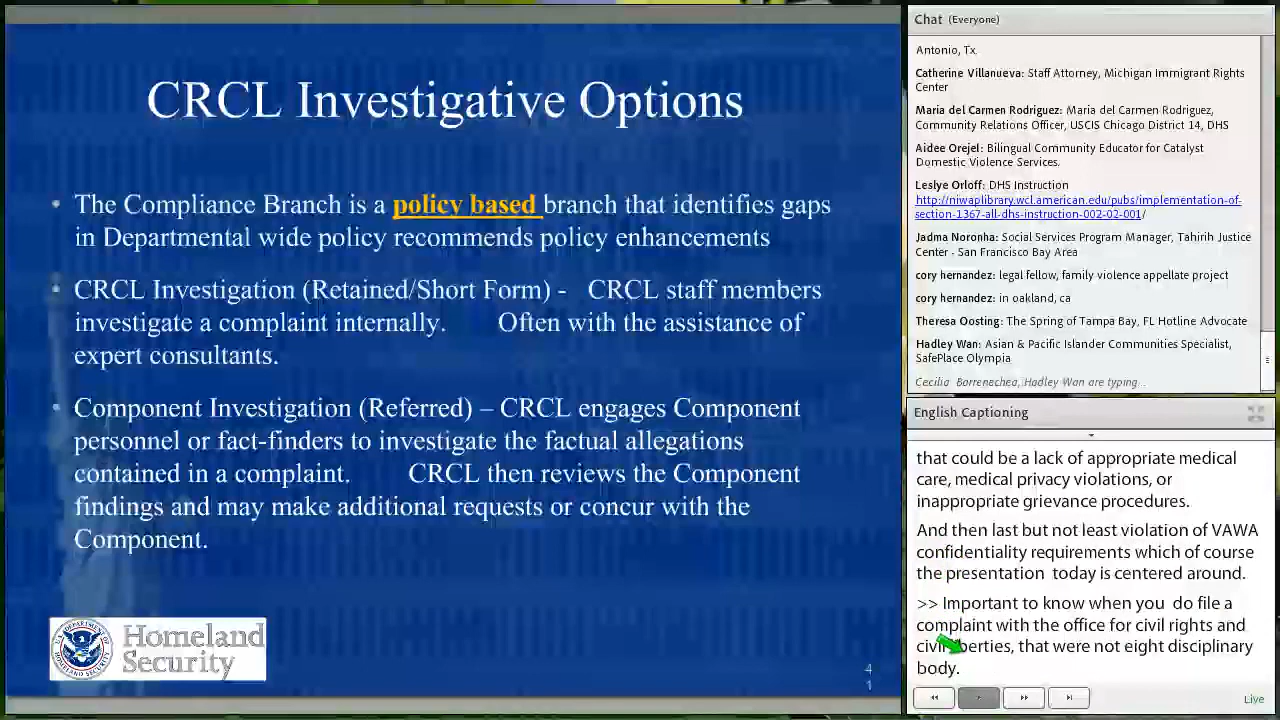 CRCL Investigative Options
• The Compliance Branch is a policy based branch that identifies gaps
in Departmental wide policy recommends policy enhancements
• CRCL Investigation (Retained/Short Form) - CRCL staff members
investigate a complaint internally. Often with the assistance of
expert consultants.
• Component Investigation (Referred) – CRCL engages Component
personnel or fact-finders to investigate the factual allegations
contained in a complaint. CRCL then reviews the Component
findings and may make additional requests or concur with the
Component.
Homeland
Security
4
1
Chat (Everyone)
Antonio, Tx.
Catherine Villanueva: Staff Attorney, Michigan Immigrant Rights
Center
Maria del Carmen Rodriguez: Maria del Carmen Rodriguez,
Community Relations Officer, USCIS Chicago District 14, DHS
Aidee Orejel: Bilingual Community Educator for Catalyst
Domestic Violence Services.
Leslye Orloff: DHS Instruction
http://niwaplibrary.wcl.american.edu/pubs/implementation-of-
section-1367-all-dhs-instruction-002-02-001/
Jadma Noronha: Social Services Program Manager, Tahirih Justice
Center - San Francisco Bay Area
cory hernandez: legal fellow, family violence appellate project
cory hernandez: in oakland, ca
Theresa Oosting: The Spring of Tampa Bay, FL Hotline Advocate
Hadley Wan: Asian & Pacific Islander Communities Specialist,
SafePlace Olympia
Cecilia Borrenechea, Hadley Wan are typing...
English Captioning
that could be a lack of appropriate medical
care, medical privacy violations, or
inappropriate grievance procedures.
And then last but not least violation of VAWA
confidentiality requirements which of course
the presentation today is centered around.
>> Important to know when you do file a
complaint with the office for civil rights and
civil liberties, that were not eight disciplinary
body.
Live